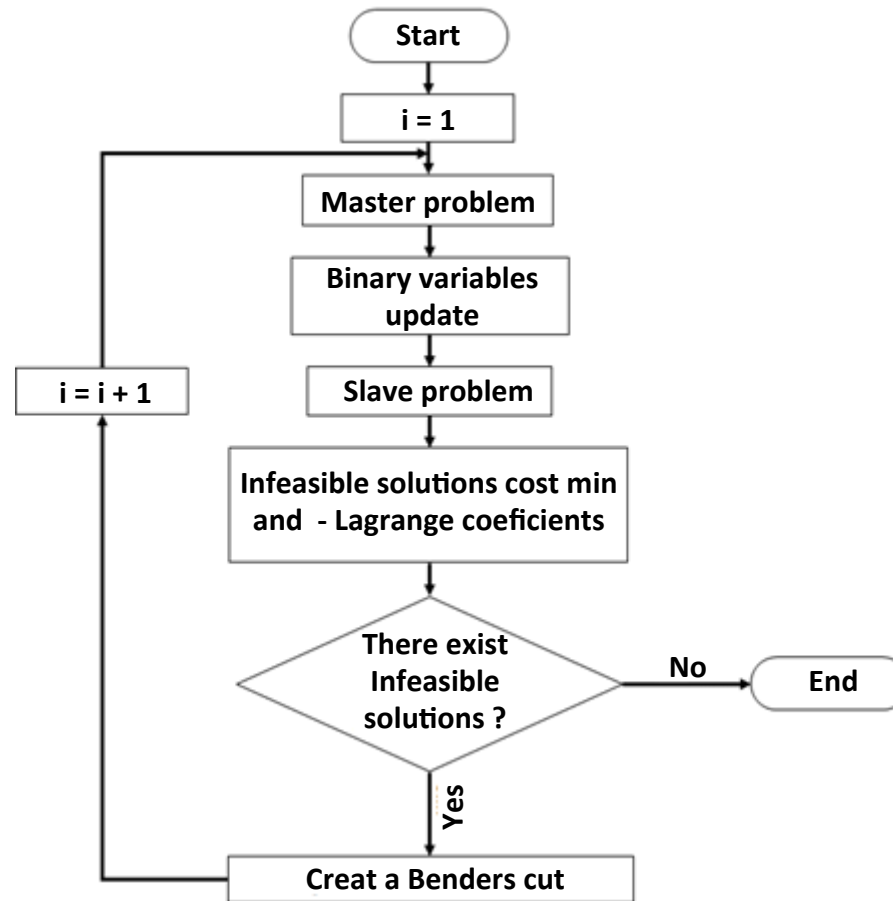 Start
i = 1
Master problem
Binary variables
update
i = i + 1
Slave problem
Infeasible solutions cost min
and - Lagrange coeficients
There exist
Infeasible
solutions ?
No
End
Yes
Creat a Benders cut